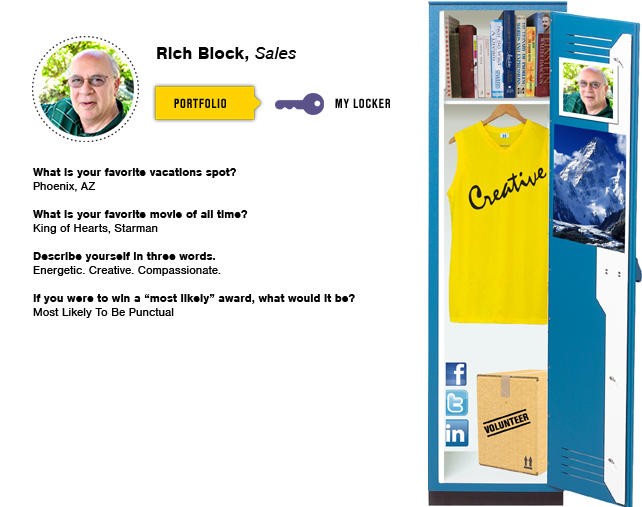 Rich Block, Sales
PORTFOLIO
MY LOCKER
What is your favorite vacations spot?
Phoenix, AZ
What is your favorite movie of all time?
King of Hearts, Starman
Describe yourself in three words.
Energetic. Creative. Compassionate.
If you were to win a “most likely” award, what would it be?
Most Likely To Be Punctual
Creative
f
t
in
VOLUNTEER